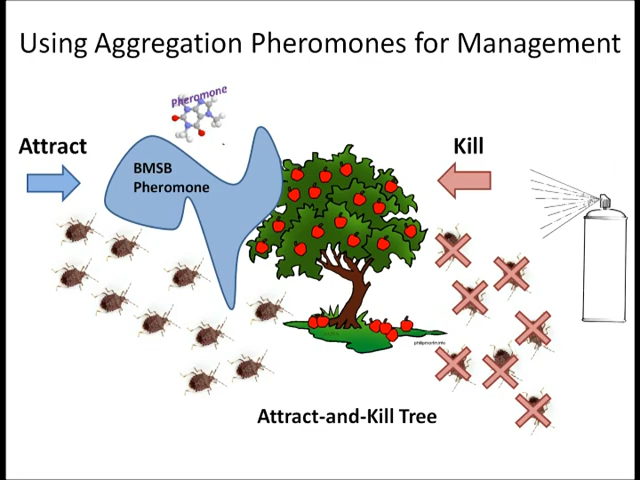 Using Aggregation Pheromones for Management
Pheromone
Attract
Kill
BMSB
Pheromone
Attract-and-Kill Tree